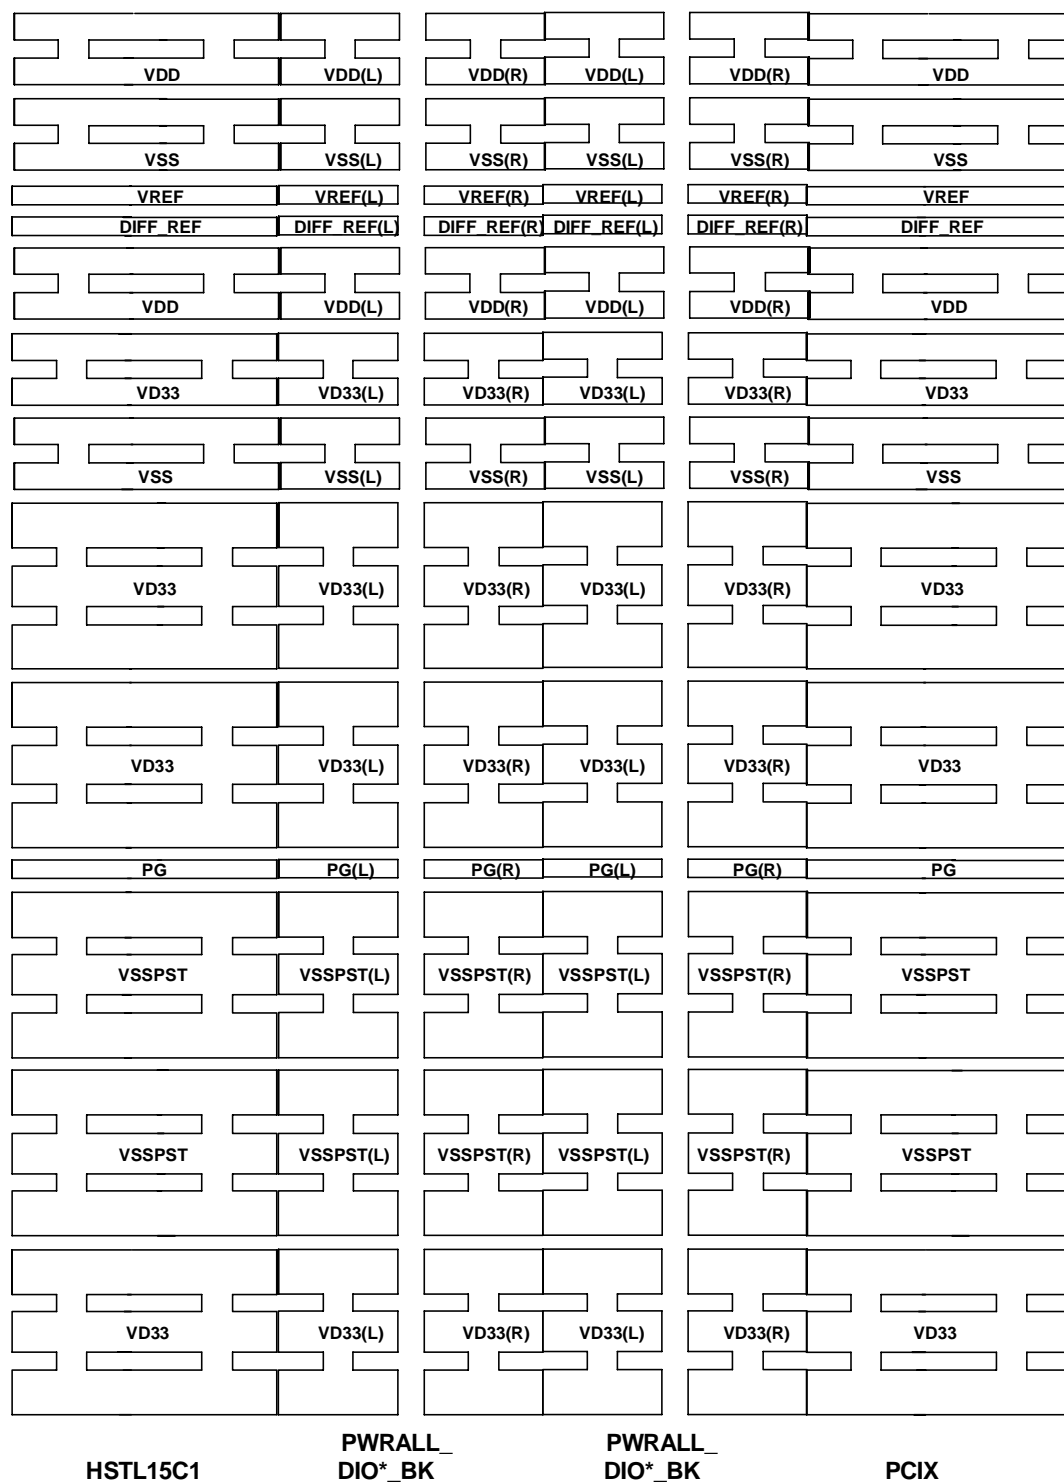 VDD VDD(L) VDD(R) VDD(L) VDD(R) VDD
VSS VSS(L) VSS(R) VSS(L) VSS(R) VSS
VREF VREF(L) VREF(R) VREF(L) VREF(R) VREF
DIFF_REF DIFF_REF(L) DIFF_REF(R) DIFF_REF(L) DIFF_REF(R) DIFF_REF
VDD VDD(L) VDD(R) VDD(L) VDD(R) VDD
VD33 VD33(L) VD33(R) VD33(L) VD33(R) VD33
VSS VSS(L) VSS(R) VSS(L) VSS(R) VSS
VD33 VD33(L) VD33(R) VD33(L) VD33(R) VD33
VD33 VD33(L) VD33(R) VD33(L) VD33(R) VD33
PG PG(L) PG(R) PG(L) PG(R) PG
VSSPST VSSPST(L) VSSPST(R) VSSPST(L) VSSPST(R) VSSPST
VSSPST VSSPST(L) VSSPST(R) VSSPST(L) VSSPST(R) VSSPST
VD33 VD33(L) VD33(R) VD33(L) VD33(R) VD33
PWRALL_ PWRALL_
HSTL15C1 DIO*_BK DIO*_BK PCIX